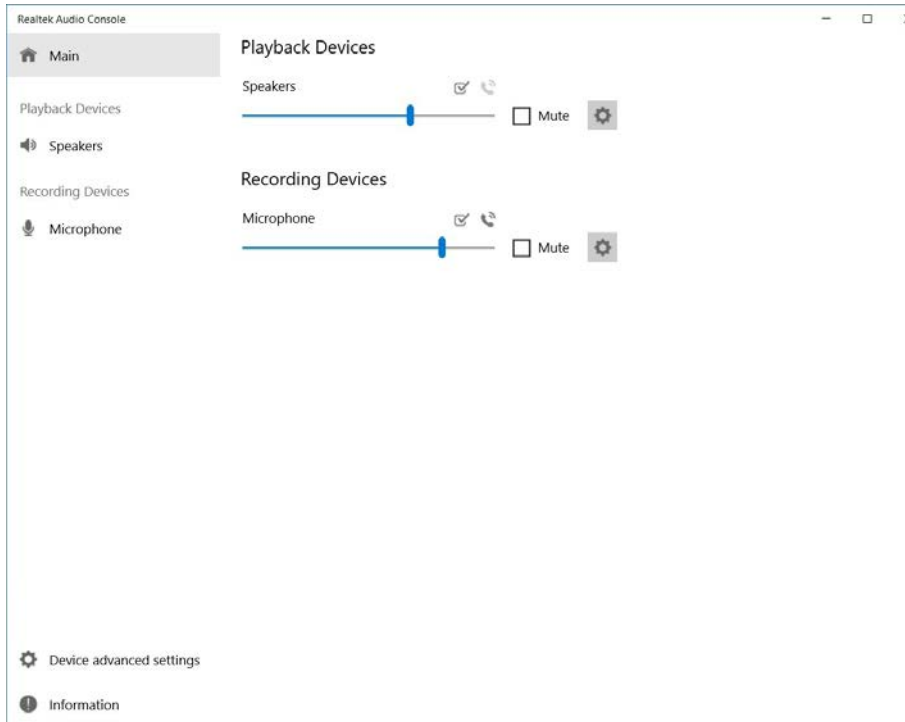 Realtek Audio Console
Main
Playback Devices
Speakers
Recording Devices
Microphone
Device advanced settings
Information
Playback Devices
Speakers
Mute
Recording Devices
Microphone
Mute